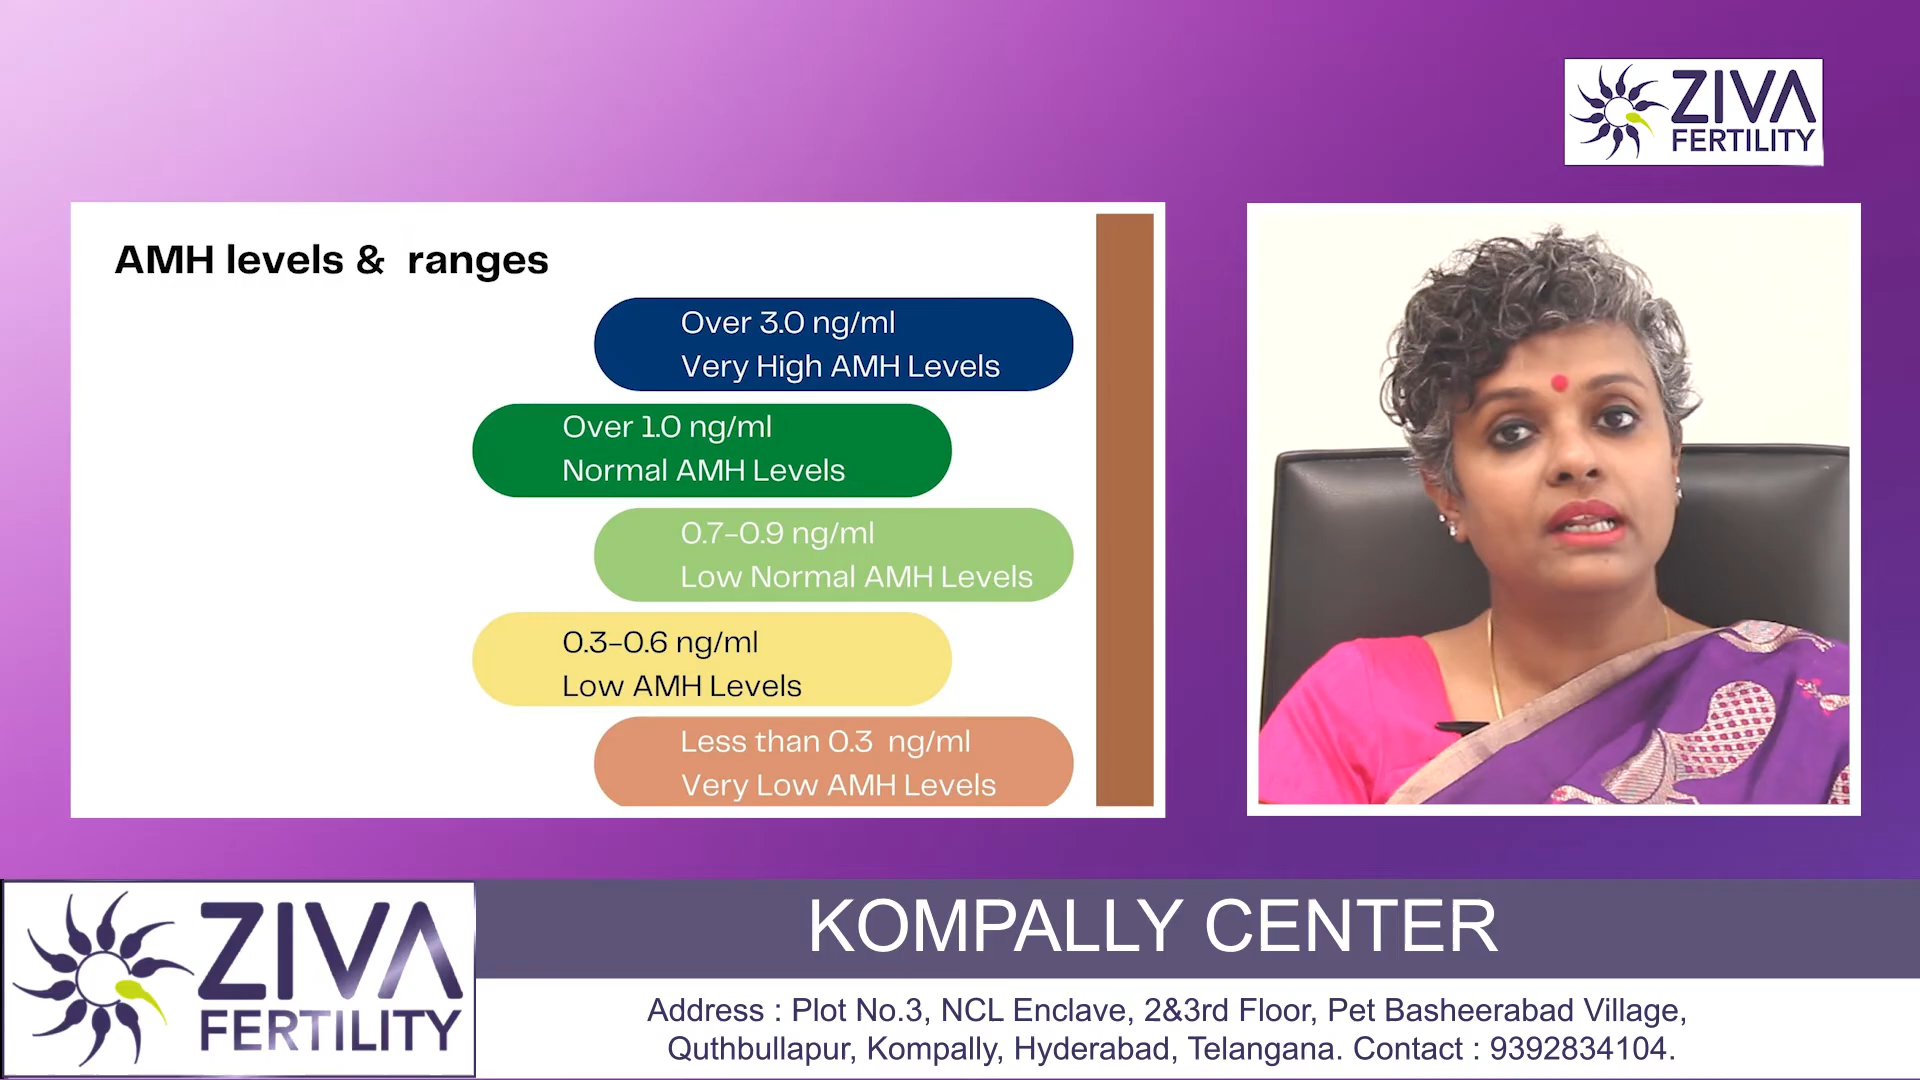 ZIVA
FERTILITY
AMH levels & ranges
Over 3.0 ng/ml
Very High AMH Levels
Over 1.0 ng/ml
Normal AMH Levels
0.7-0.9 ng/ml
Low Normal AMH Levels
0.3-0.6 ng/ml
Low AMH Levels
Less than 0.3 ng/ml
Very Low AMH Levels
ZIVA
FERTILITY
KOMPALLY CENTER
Address : Plot No.3, NCL Enclave, 2&3rd Floor, Pet Basheerabad Village,
Quthbullapur, Kompally, Hyderabad, Telangana. Contact : 9392834104.